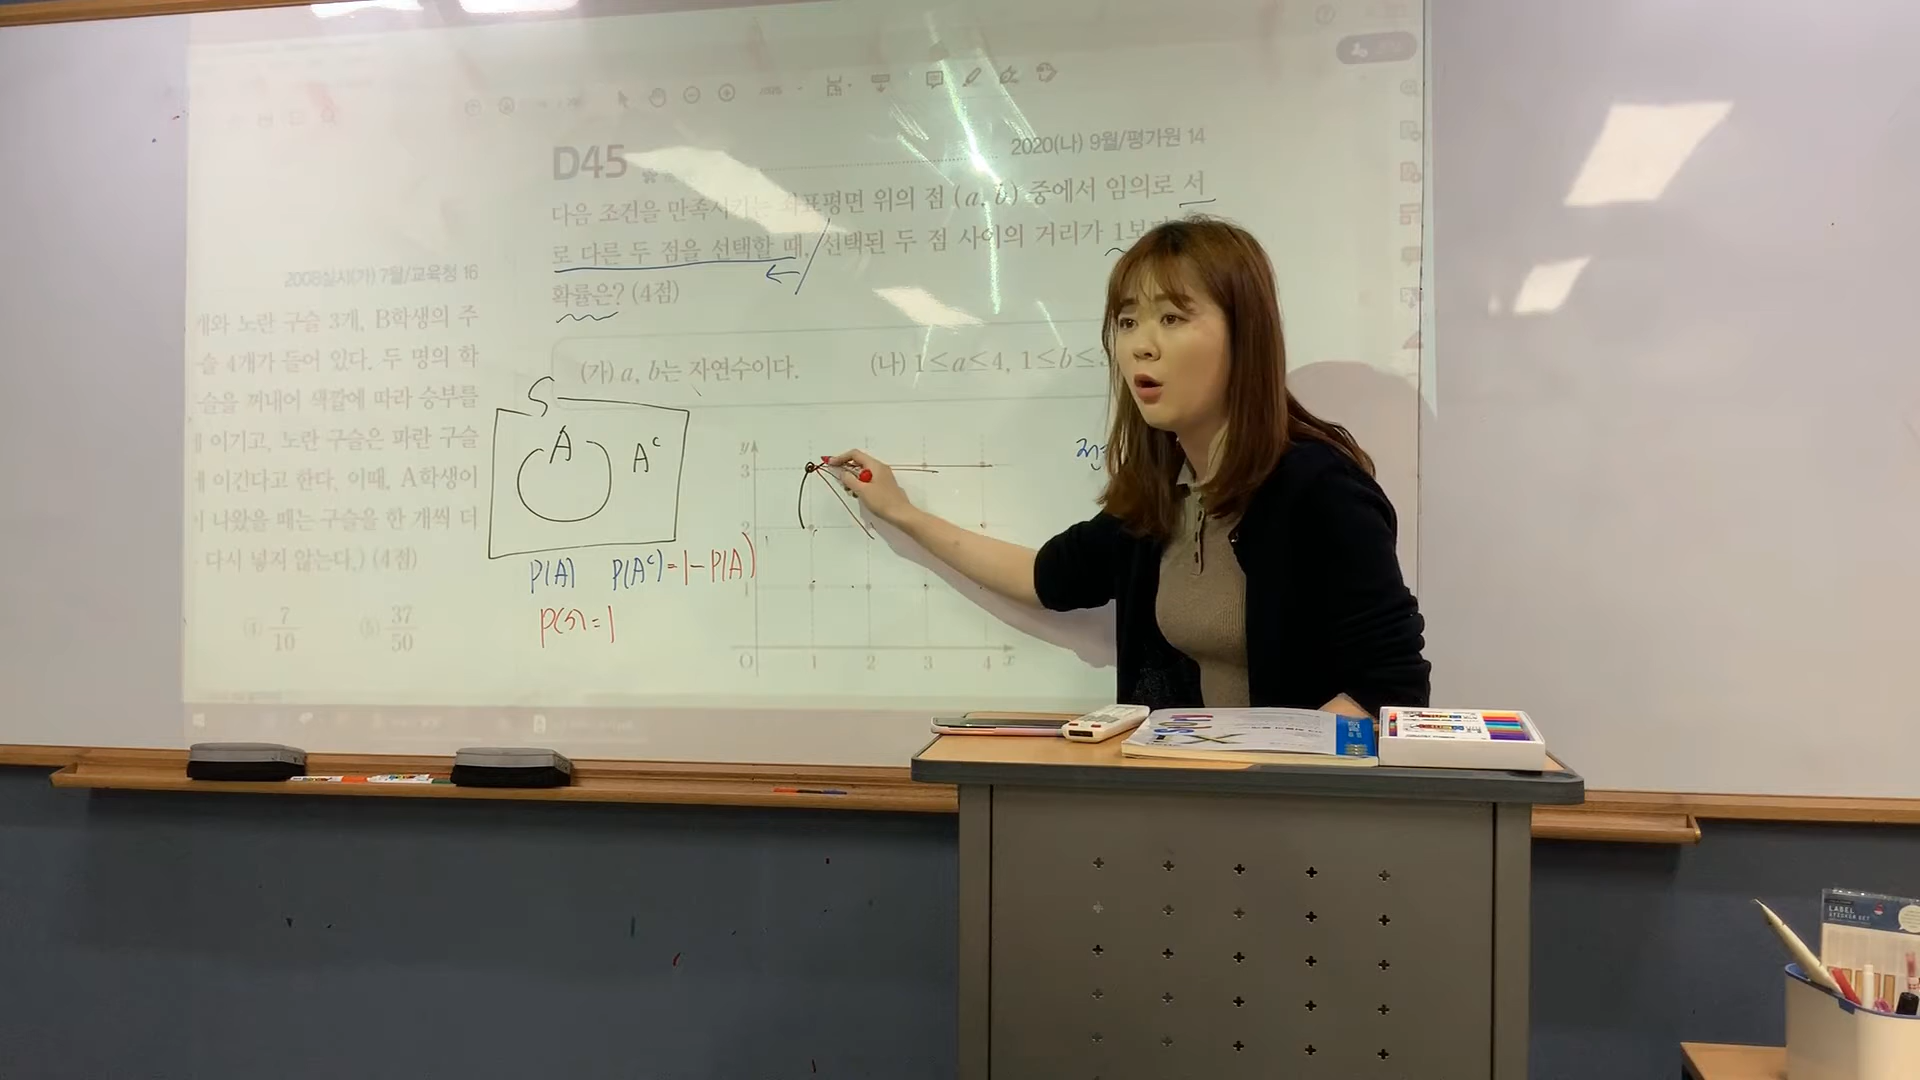 D45
2020(나) 9월/평가원 14
다음 조건을 만족시키는 좌표평면 위의 점 (a, b) 중에서 임의로 서
로 다른 두 점을 선택할 때, 선택된 두 점 사이의 거리가 1보다
확률은? (4점)
(가) a, b는 자연수이다.
(나) 1≤a≤4, 1≤b≤3
2008실시(가) 7월/교육청 16
개와 노란 구슬 3개, B학생의 주
슬 4개가 들어 있다. 두 명의 학
슬을 꺼내어 색깔에 따라 승부를
이기고, 노란 구슬은 파란 구슬
이긴다고 한다. 이때, A학생이
나왔을 때는 구슬을 한 개씩 더
다시 넣지 않는다.) (4점)
④ 7/10
⑤ 37/50
S
A
Aᶜ
P(A) P(Aᶜ)=1-P(A)
P(S)=1
y
3
2
1
O 1 2 3 4 x
LABEL
STICKER SET